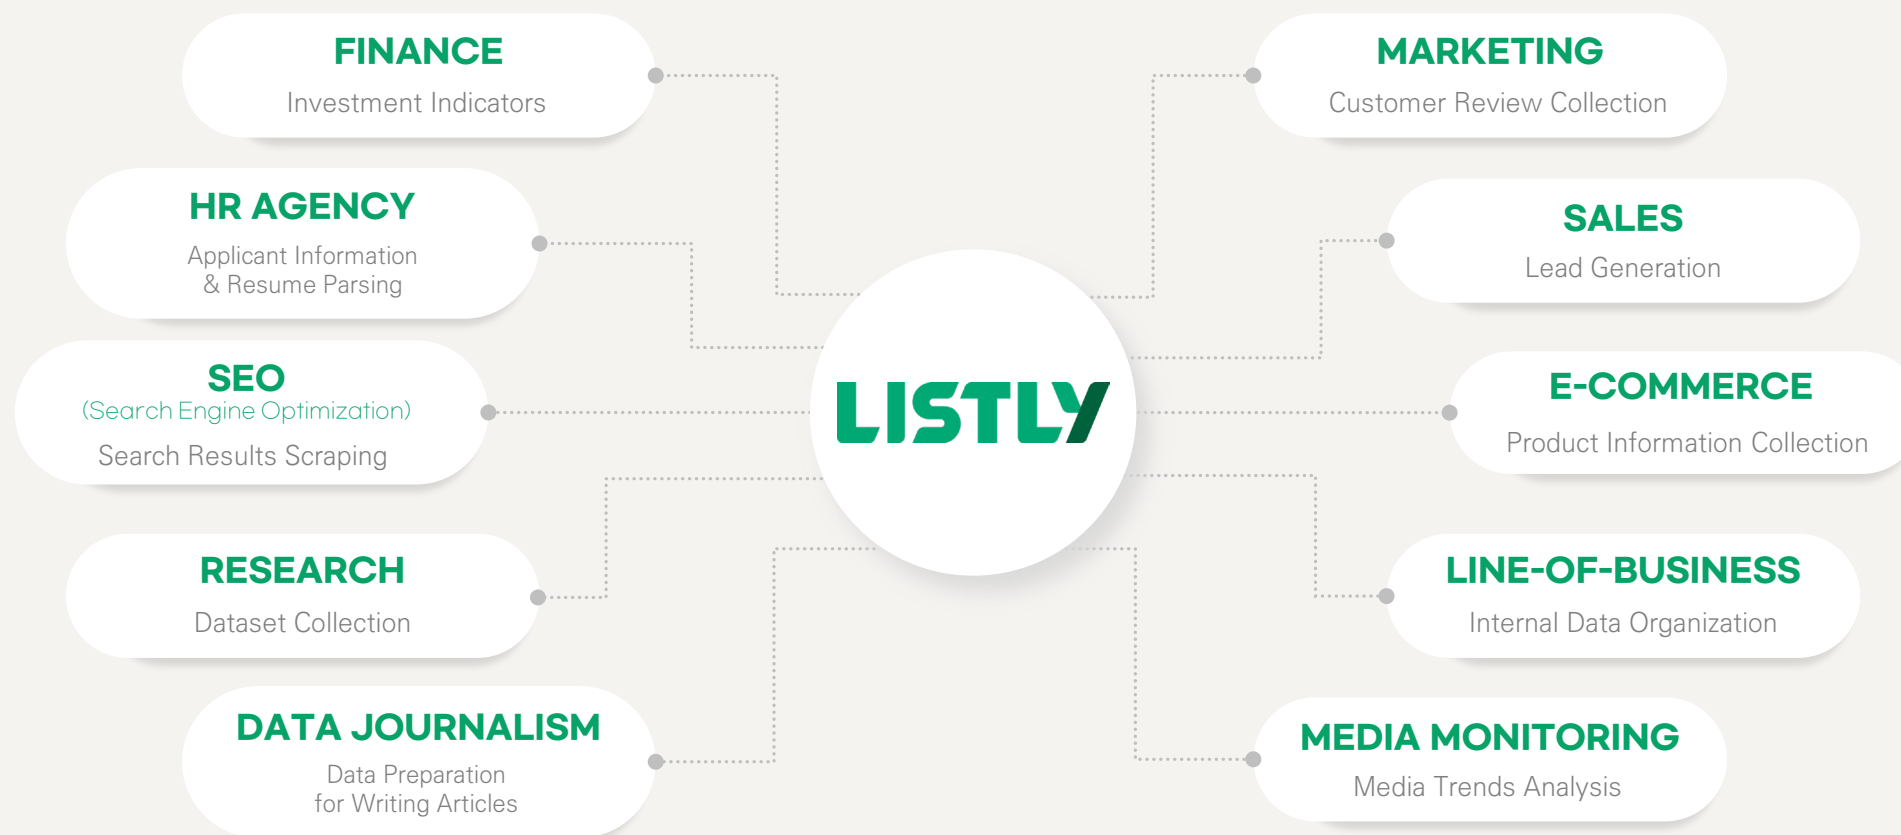 FINANCE
Investment Indicators
HR AGENCY
Applicant Information
& Resume Parsing
SEO
(Search Engine Optimization)
Search Results Scraping
RESEARCH
Dataset Collection
DATA JOURNALISM
Data Preparation
for Writing Articles
LISTLY
MARKETING
Customer Review Collection
SALES
Lead Generation
E-COMMERCE
Product Information Collection
LINE-OF-BUSINESS
Internal Data Organization
MEDIA MONITORING
Media Trends Analysis